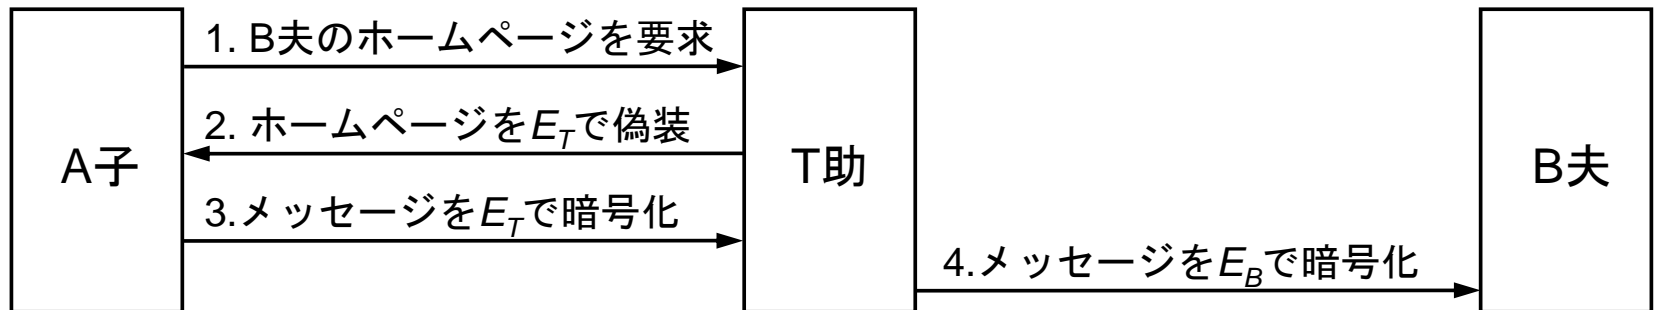 A子
1. B夫のホームページを要求
2. ホームページをE_Tで偽装
3.メッセージをE_Tで暗号化
T助
4.メッセージをE_Bで暗号化
B夫